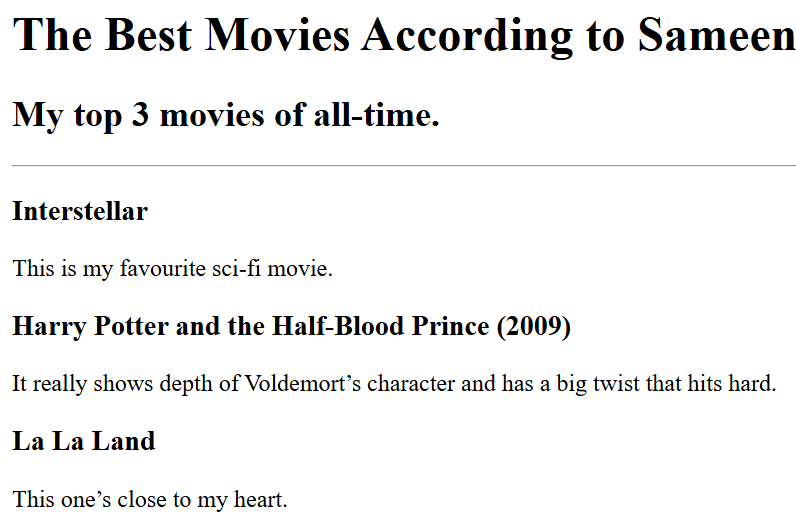 The Best Movies According to Sameen
My top 3 movies of all-time.
Interstellar
This is my favourite sci-fi movie.
Harry Potter and the Half-Blood Prince (2009)
It really shows depth of Voldemort’s character and has a big twist that hits hard.
La La Land
This one’s close to my heart.